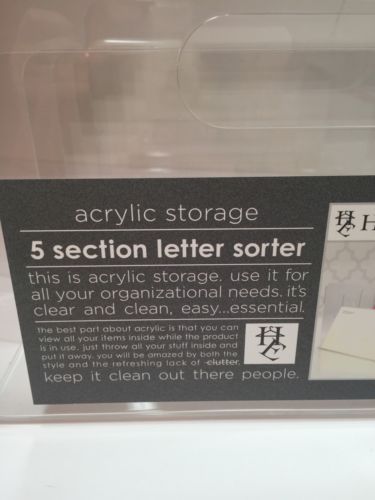 acrylic storage
5 section letter sorter
this is acrylic storage. use it for
all your organizational needs. it's
clear and clean, easy...essential.
the best part about acrylic is that you can
view all your items inside while the product
is in use. just throw all your stuff inside and
put it away. you will be amazed by both the
style and the refreshing lack of clutter.
keep it clean out there people.